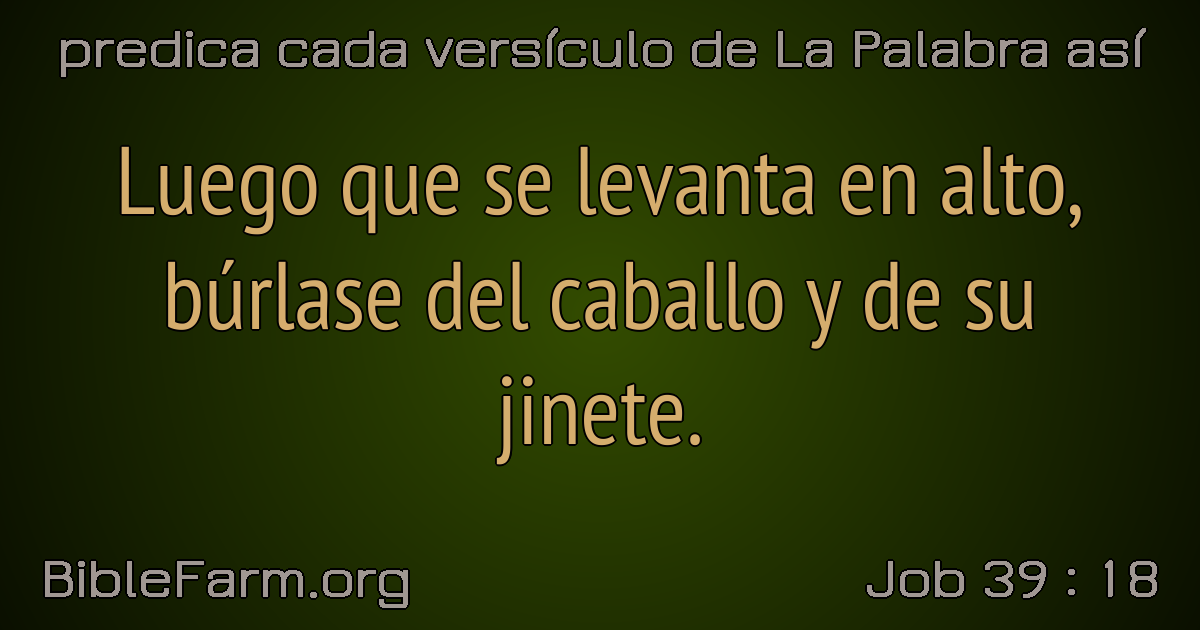 predica cada versículo de La Palabra así
Luego que se levanta en alto,
búrlase del caballo y de su
jinete.
BibleFarm.org
Job 39 : 18